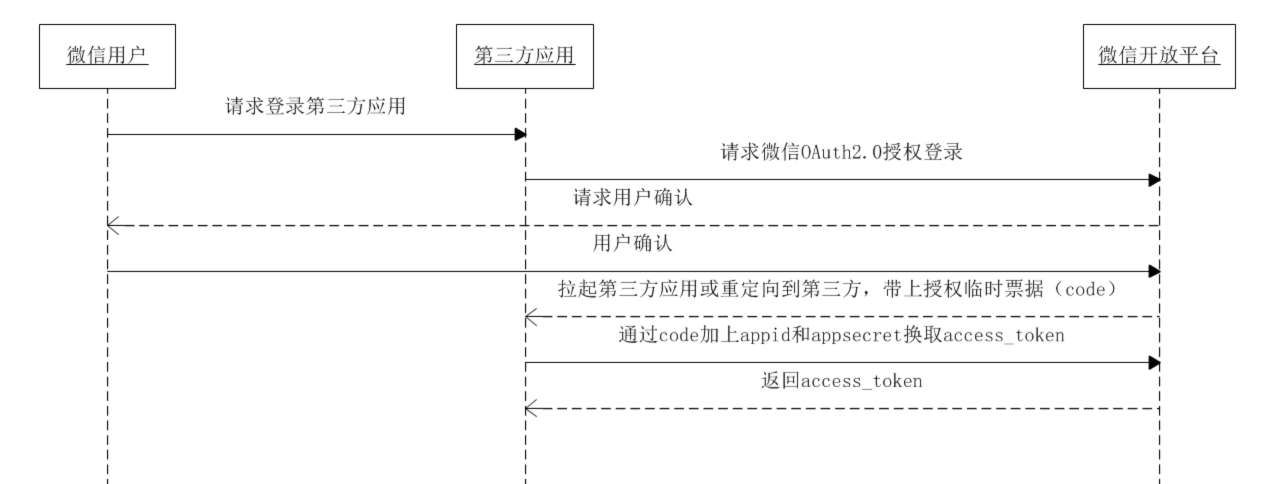 微信用户
第三方应用
微信开放平台
请求登录第三方应用
请求微信OAuth2.0授权登录
请求用户确认
用户确认
拉起第三方应用或重定向到第三方，带上授权临时票据（code）
通过code加上appid和appsecret换取access_token
返回access_token